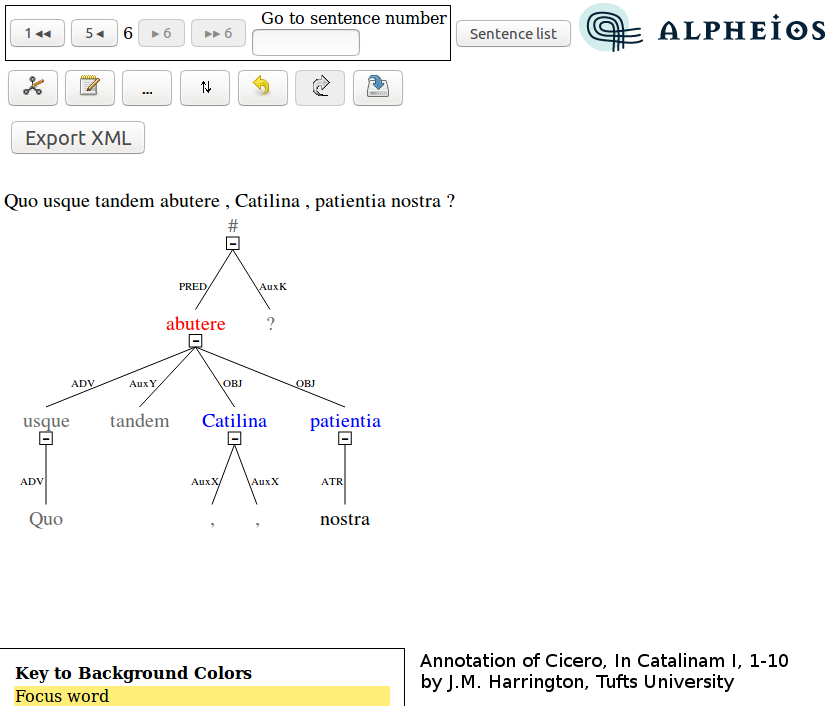 Go to sentence number
1 ◂◂ 5 ◂ 6 ▸ 6 ▸▸ 6 Sentence list ALPHEIOS
...
Export XML
Quo usque tandem abutere , Catilina , patientia nostra ?
#
PRED AuxK
abutere ?
ADV AuxY OBJ OBJ
usque tandem Catilina patientia
ADV AuxX AuxX ATR
Quo , , nostra
Key to Background Colors
Focus word
Annotation of Cicero, In Catalinam I, 1-10
by J.M. Harrington, Tufts University